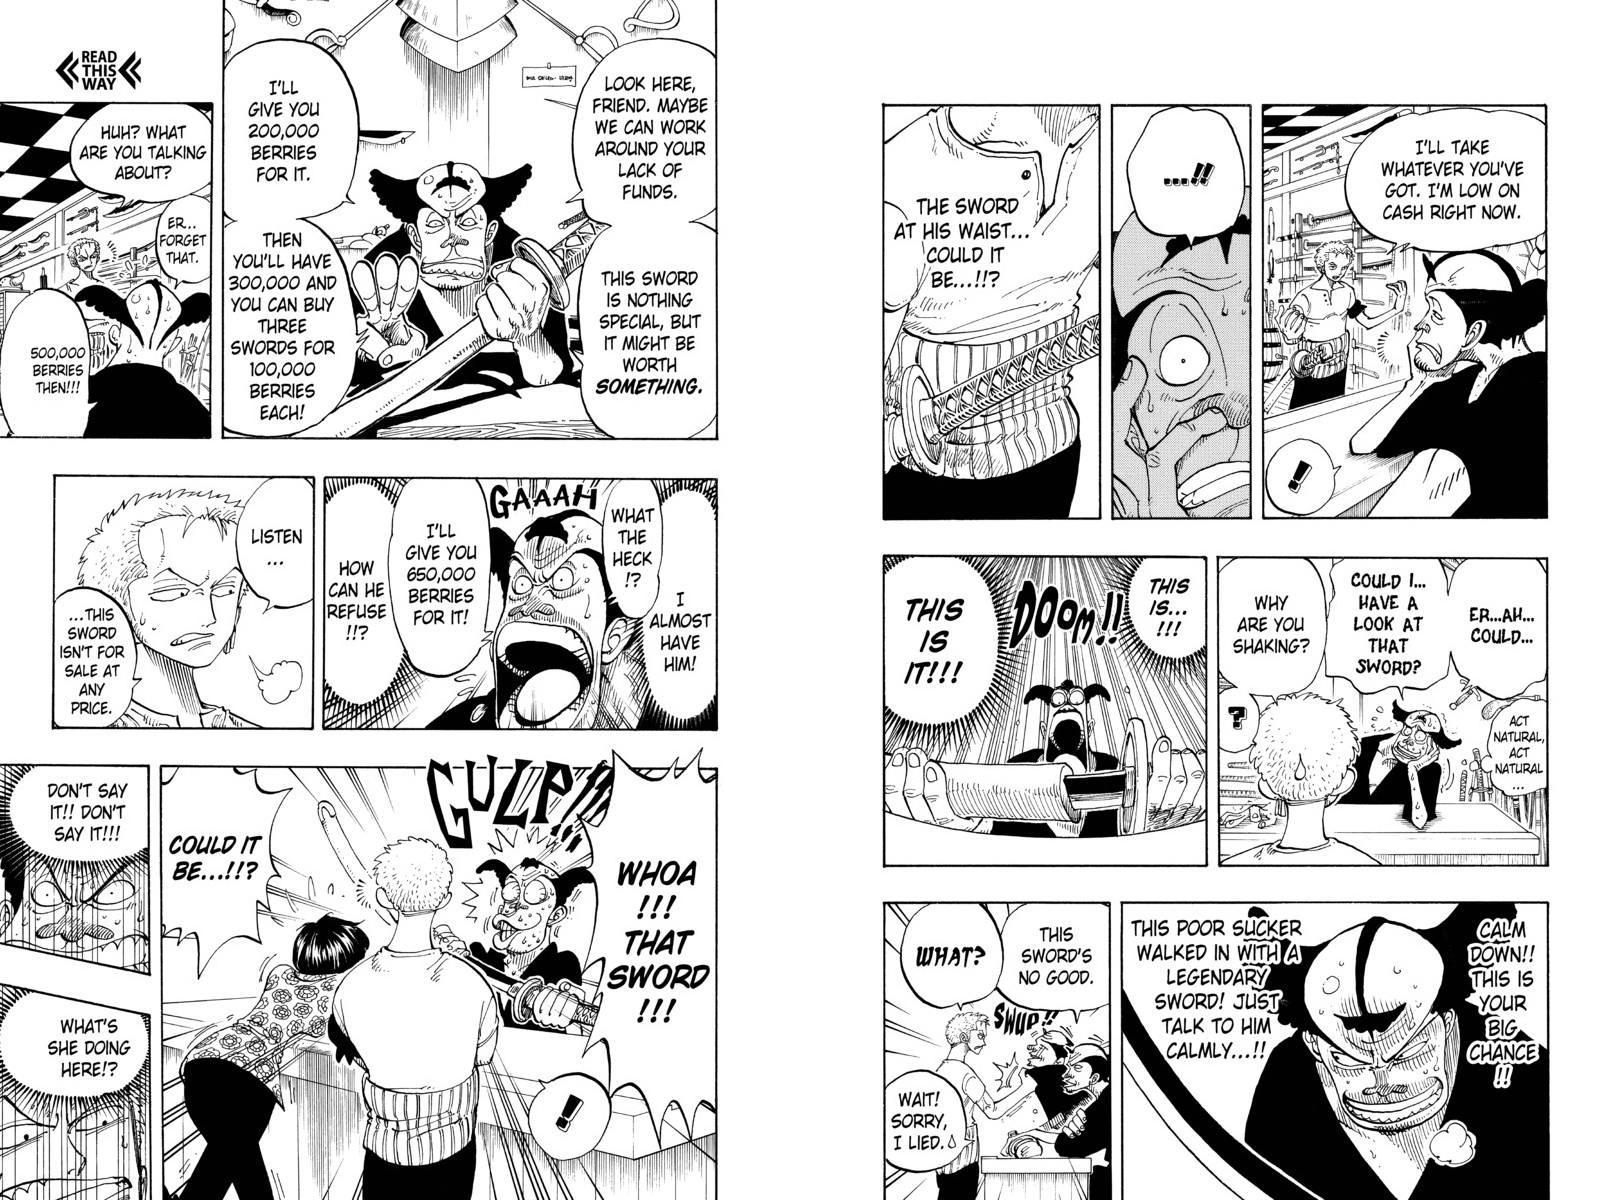 I'LL TAKE
WHATEVER YOU'VE
GOT. I'M LOW ON
CASH RIGHT NOW.
!
...!!
THE SWORD
AT HIS WAIST...
COULD IT
BE...!!?
ER...AH...
COULD...
COULD I...
HAVE A
LOOK AT
THAT
SWORD?
ACT
NATURAL,
ACT
NATURAL
...
WHY
ARE YOU
SHAKING?
?
THIS
IS...
!!!
DOOM!!
THIS
IS
IT!!!
CALM
DOWN!!
THIS IS
YOUR
BIG
CHANCE
!!
THIS POOR SUCKER
WALKED IN WITH A
LEGENDARY
SWORD! JUST
TALK TO HIM
CALMLY...!!
THIS
SWORD'S
NO GOOD.
WHAT?
SWUP!!
WAIT!
SORRY,
I LIED.
READ
THIS
WAY
LOOK HERE,
FRIEND. MAYBE
WE CAN WORK
AROUND YOUR
LACK OF
FUNDS.
THIS SWORD
IS NOTHING
SPECIAL, BUT
IT MIGHT BE
WORTH
SOMETHING.
I'LL
GIVE YOU
200,000
BERRIES
FOR IT.
THEN
YOU'LL HAVE
300,000 AND
YOU CAN BUY
THREE
SWORDS FOR
100,000
BERRIES
EACH!
HUH? WHAT
ARE YOU TALKING
ABOUT?
ER...
FORGET
THAT.
500,000
BERRIES
THEN!!!
I
ALMOST
HAVE
HIM!
WHAT
THE
HECK
!?
GAAAH
I'LL
GIVE YOU
650,000
BERRIES
FOR IT!
HOW
CAN HE
REFUSE
!!?
LISTEN
...
...THIS
SWORD
ISN'T FOR
SALE AT
ANY
PRICE.
WHOA
!!!
THAT
SWORD
!!!
GULP!!
!!!
COULD IT
BE...!!?
!
DON'T SAY
IT!! DON'T
SAY IT!!!
WHAT'S
SHE DOING
HERE!?